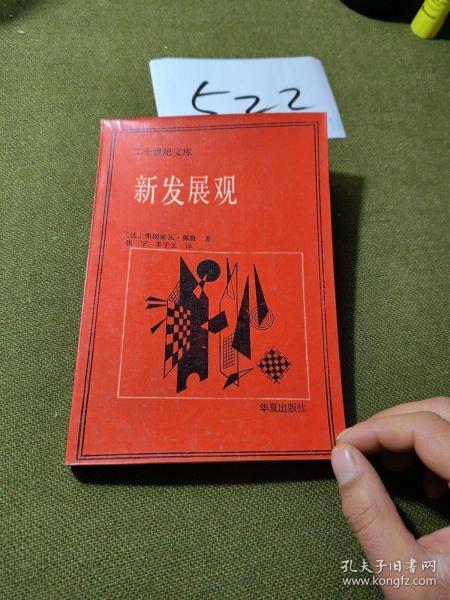 522
二十世纪文库
新发展观
〔法〕弗朗索瓦·佩鲁 著
张 宁 丰子义 译
华夏出版社
孔夫子旧书网
www.kongfz.com